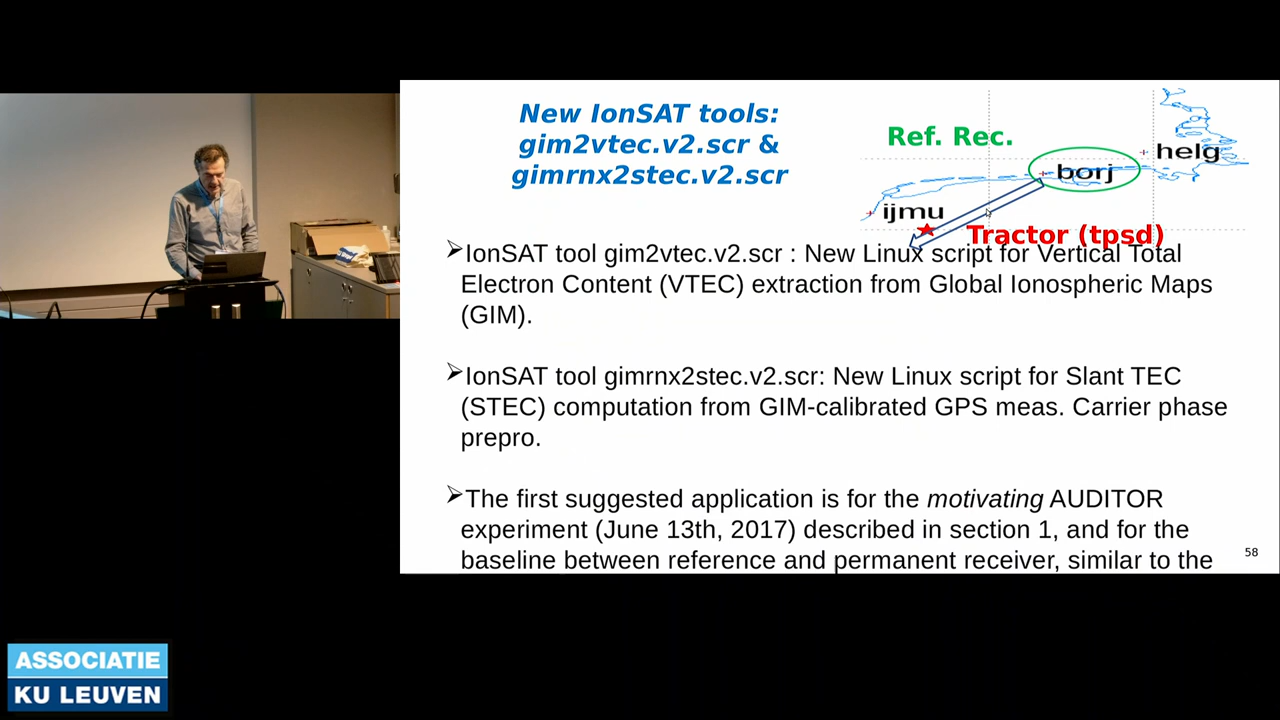 New IonSAT tools:
gim2vtec.v2.scr &
gimrnx2stec.v2.scr
Ref. Rec.
helg
borj
ijmu
Tractor (tpsd)
➢IonSAT tool gim2vtec.v2.scr : New Linux script for Vertical Total
Electron Content (VTEC) extraction from Global Ionospheric Maps
(GIM).
➢IonSAT tool gimrnx2stec.v2.scr: New Linux script for Slant TEC
(STEC) computation from GIM-calibrated GPS meas. Carrier phase
prepro.
➢The first suggested application is for the motivating AUDITOR
experiment (June 13th, 2017) described in section 1, and for the
baseline between reference and permanent receiver, similar to the
58
ASSOCIATIE
KU LEUVEN